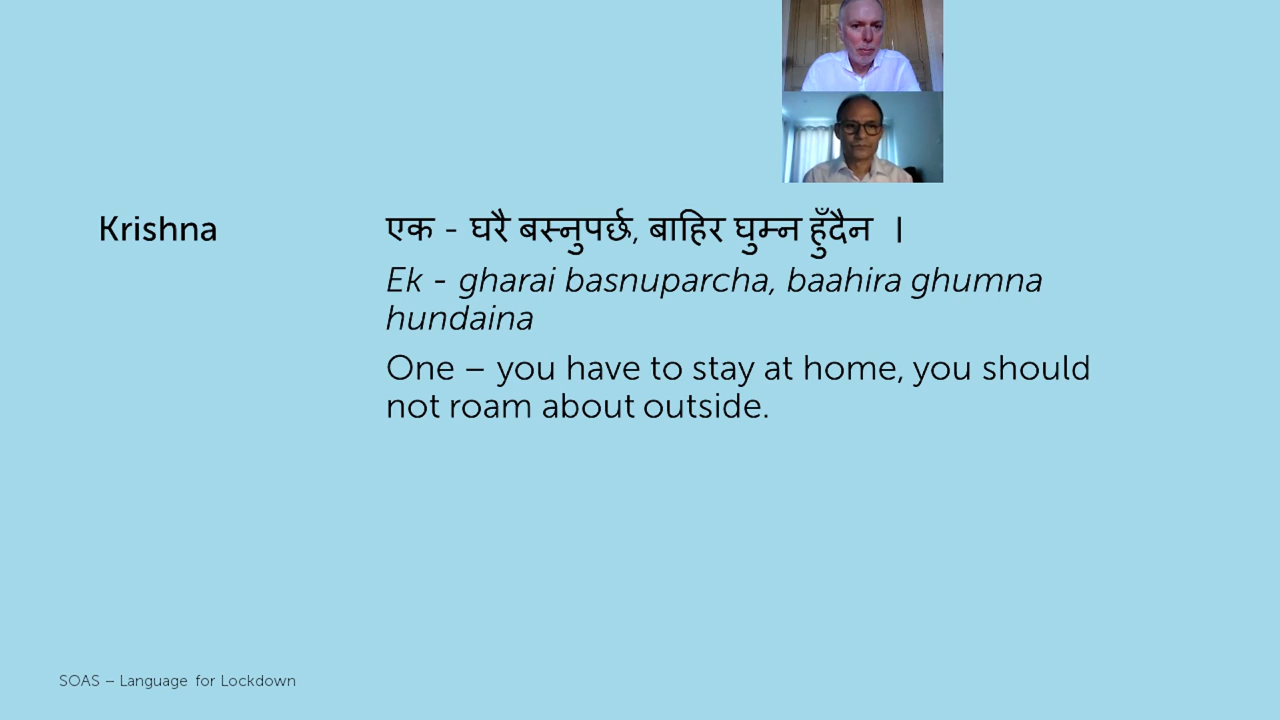 Krishna
एक - घरै बस्नुपर्छ, बाहिर घुम्न हुँदैन ।
Ek - gharai basnuparcha, baahira ghumna
hundaina
One – you have to stay at home, you should
not roam about outside.
SOAS – Language for Lockdown